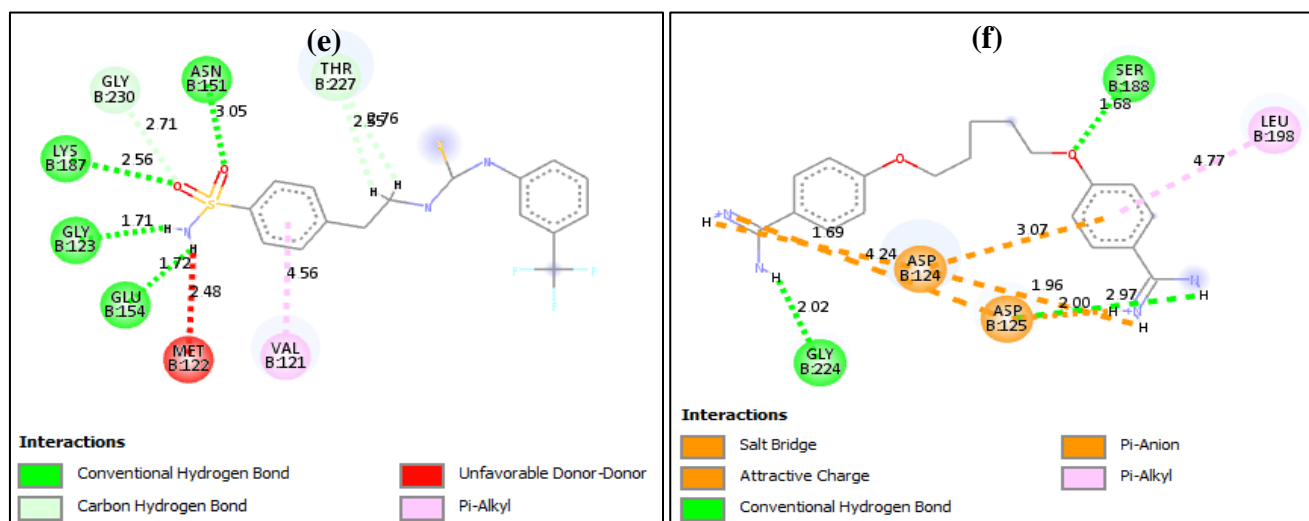 (e)
ASN
B:151
THR
B:227
GLY
B:230
3.05
2.76
2.71
LYS
B:187
2.56
S
O
O
N
H
H
GLY
B:123
1.71
1.72
GLU
B:154
2.48
4.56
MET
B:122
VAL
B:121
H
H
N
S
N
F
F
F
Interactions
Conventional Hydrogen Bond
Carbon Hydrogen Bond
Unfavorable Donor-Donor
Pi-Alkyl
(f)
SER
B:188
1.68
LEU
B:198
4.77
O
O
N+
H
N
H
1.69
4.24
3.07
ASP
B:124
1.96
2.00
2.97
ASP
B:125
2.02
GLY
B:224
H
N+
H
N
H
Interactions
Salt Bridge
Attractive Charge
Conventional Hydrogen Bond
Pi-Anion
Pi-Alkyl